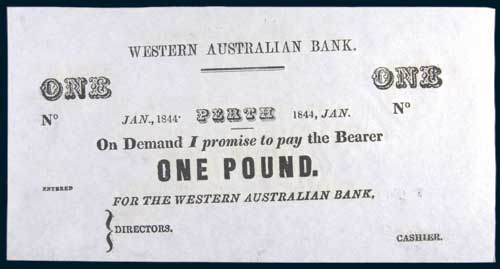 WESTERN AUSTRALIAN BANK.
ONE ONE
No No
JAN., 1844. PERTH 1844, JAN.
On Demand I promise to pay the Bearer
ONE POUND.
ENTERED
FOR THE WESTERN AUSTRALIAN BANK,
DIRECTORS.
CASHIER.